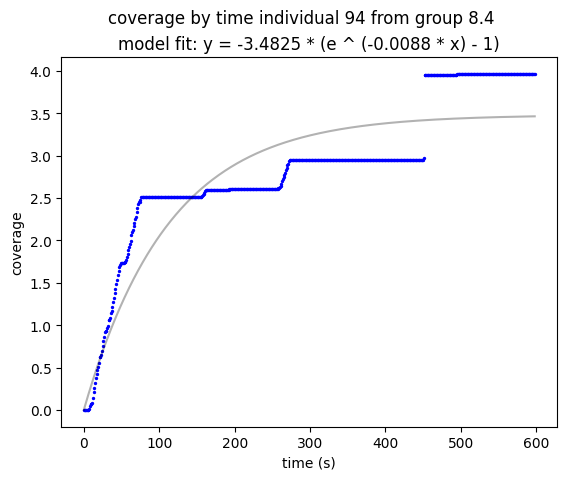 coverage by time individual 94 from group 8.4
model fit: y = -3.4825 * (e ^ (-0.0088 * x) - 1)
4.0
3.5
3.0
2.5
2.0
1.5
1.0
0.5
0.0
coverage
0 100 200 300 400 500 600
time (s)